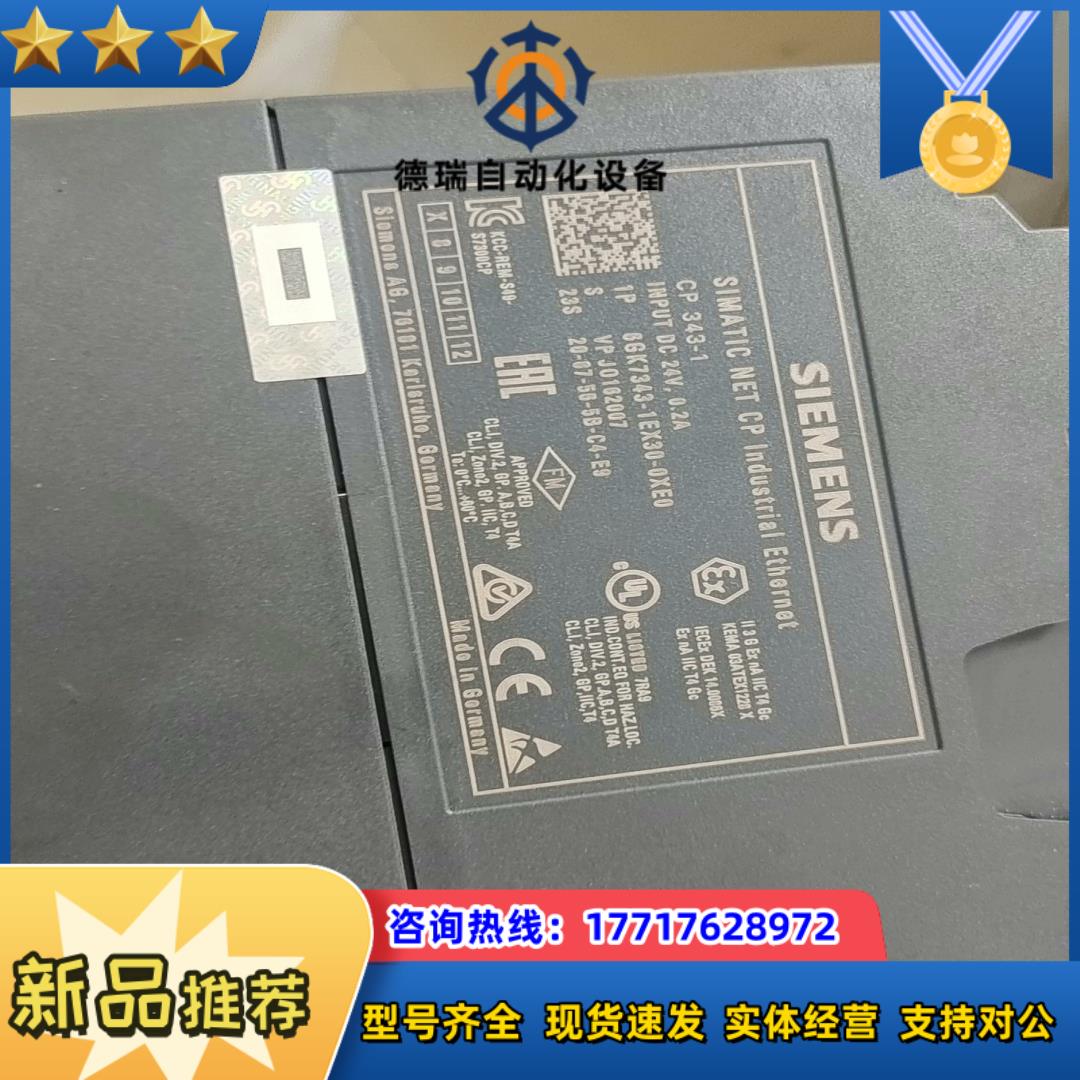 德瑞自动化设备
SIEMENS
SIMATIC NET CP Industrial Ethernet
CP 343-1
INPUT DC 24V, 0.2A
1P 6GK7343-1EX30-0XE0
S VPJ0162007
23S 20-87-56-5B-C4-E9
KCC-REM-S49-
S7300CP
X 8 9 10 11 12
EAC
FM
APPROVED
CL.I, DIV.2, GP. A,B,C,D T4A
CL.I, Zone2, GP. IIC, T4
Ta: 0°C...+60°C
Ex
II 3 G Ex nA IIC T4 Gc
KEMA 03ATEX1228 X
IECEx DEK 14.0086X
Ex nA IIC T4 Gc
c UL US LISTED 7RA9
IND.CONT.EQ FOR HAZ.LOC.
CL.I, DIV.2, GP.A,B,C,D T4A
CL.I, Zone2, GP.IIC,T4
CE
Siemens AG, 76181 Karlsruhe, Germany
Made in Germany
咨询热线：17717628972
新品推荐
型号齐全 现货速发 实体经营 支持对公